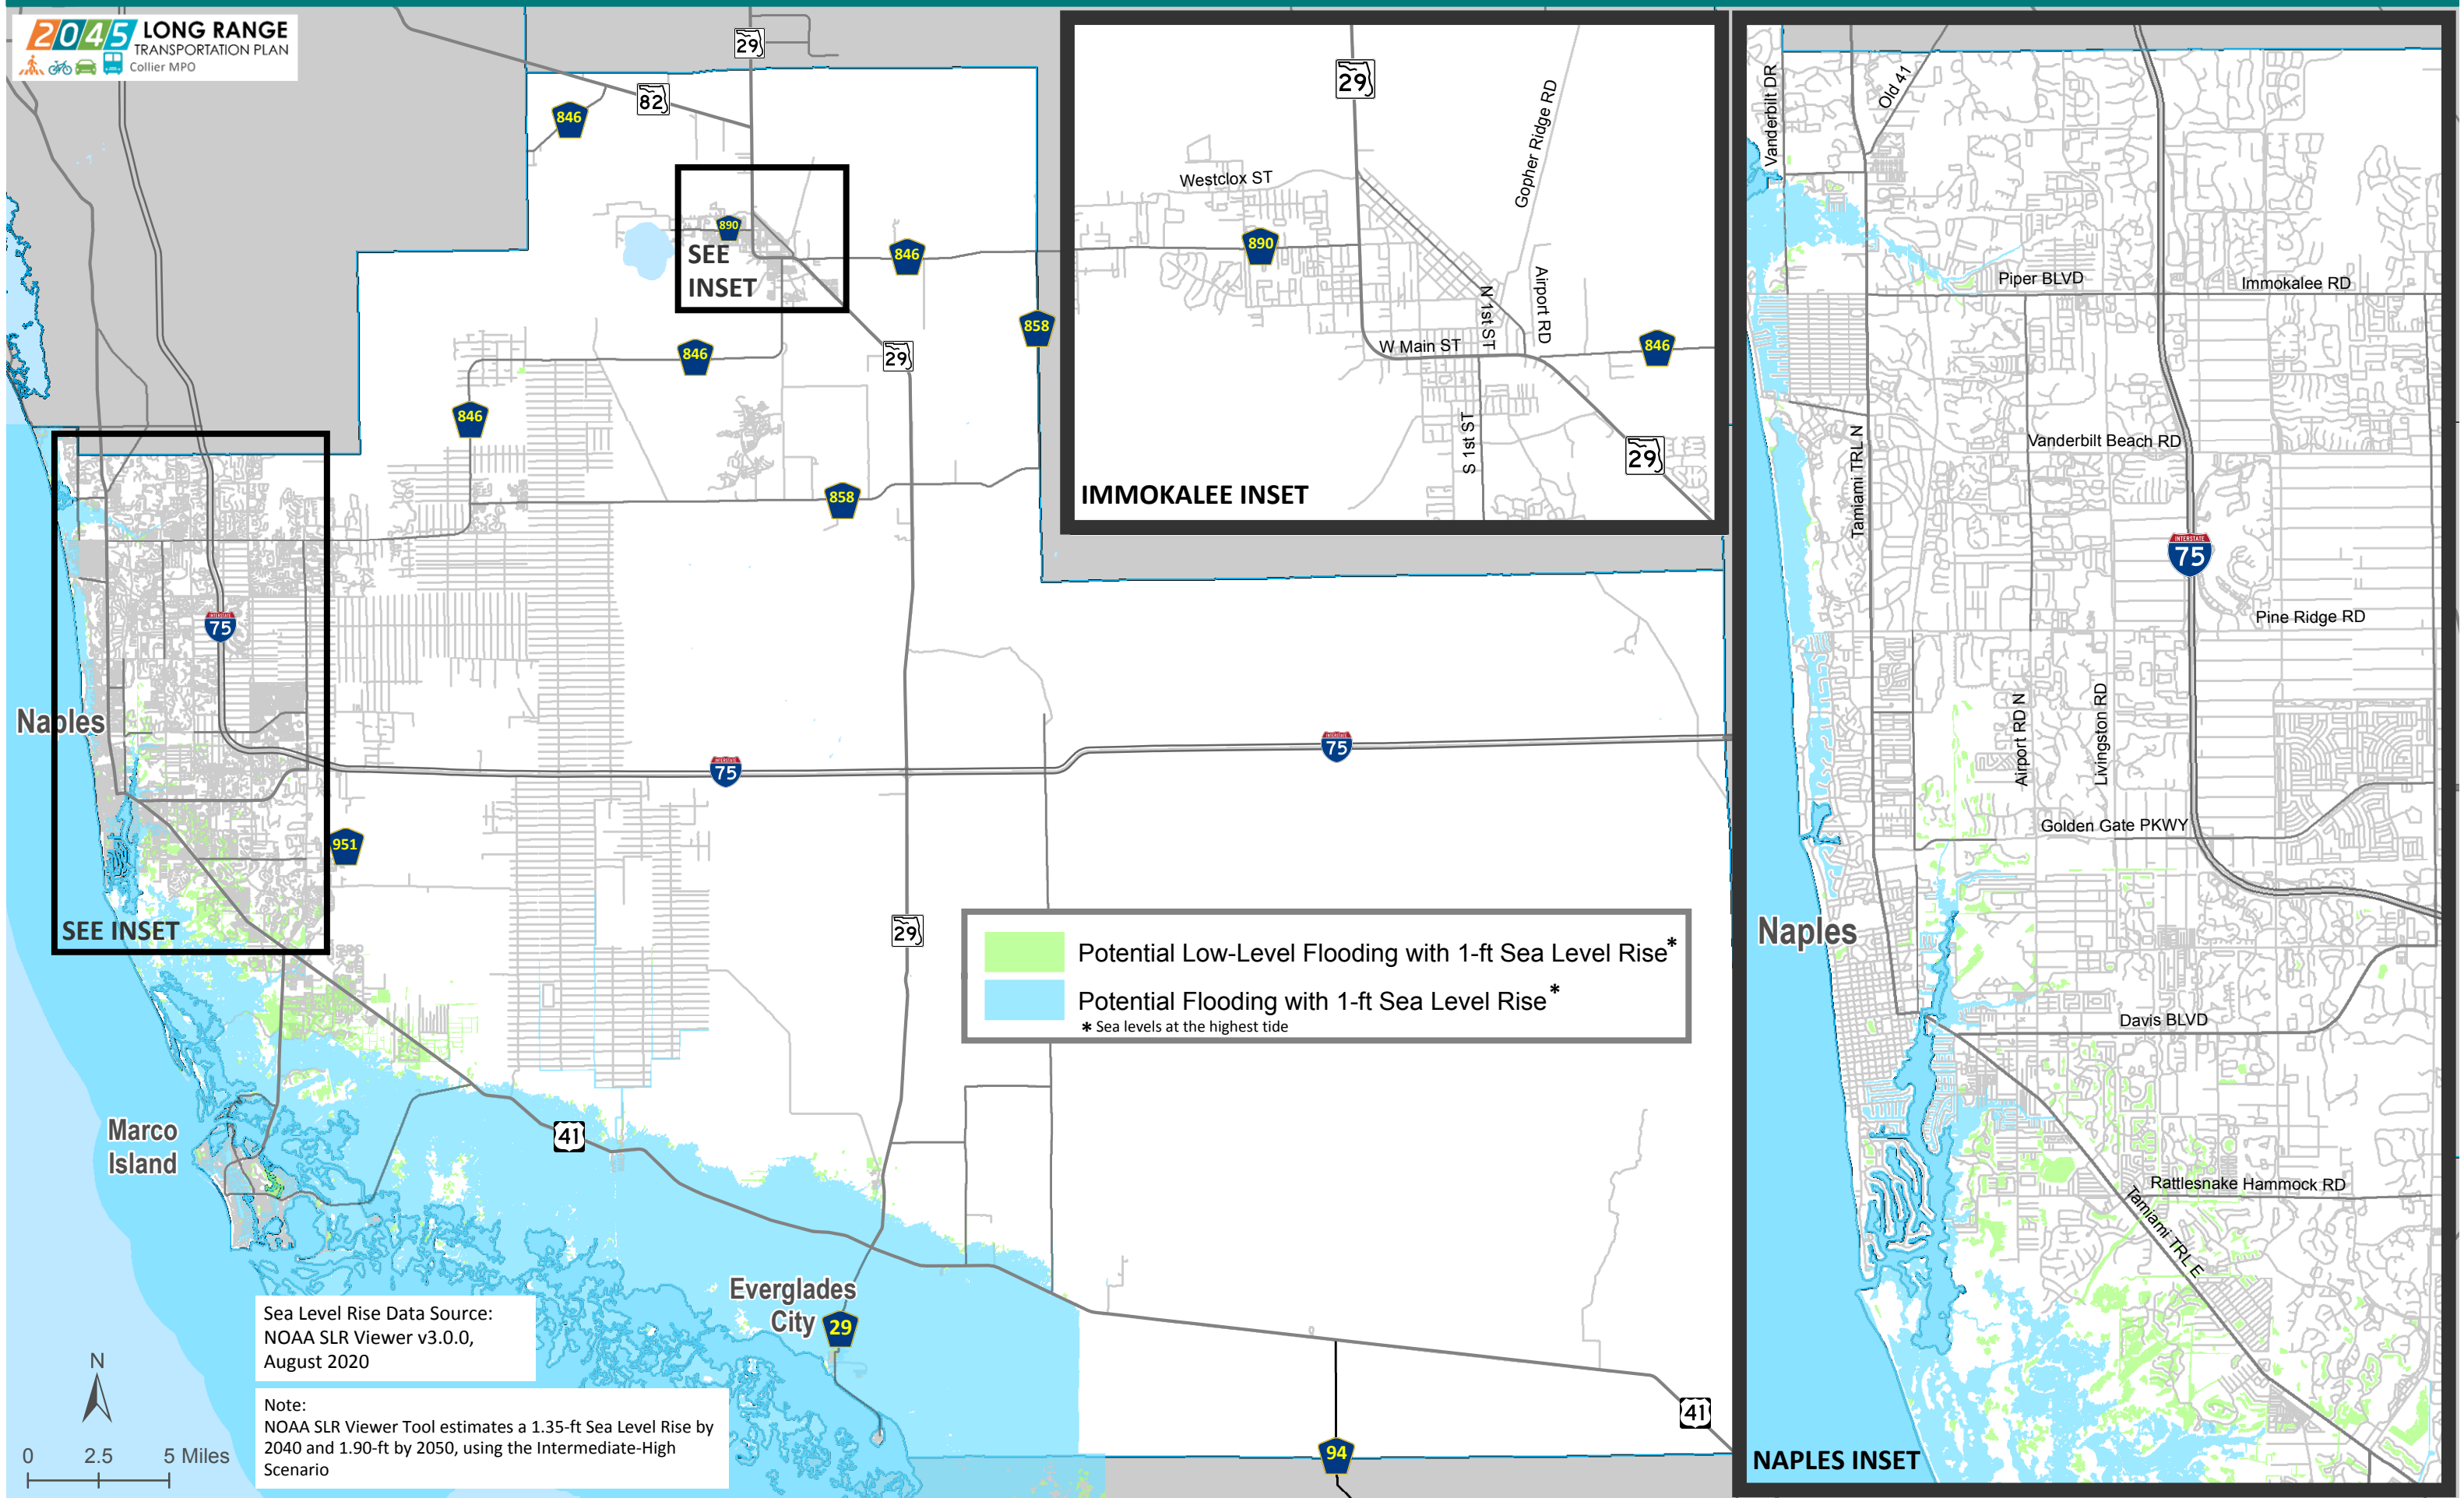 2045 LONG RANGE
TRANSPORTATION PLAN
Collier MPO
29
82
846
890
SEE
INSET
846
858
846
29
846
858
75
Naples
75
75
951
SEE INSET
29
Marco
Island
41
Everglades
City
29
41
94
Potential Low-Level Flooding with 1-ft Sea Level Rise*
Potential Flooding with 1-ft Sea Level Rise*
* Sea levels at the highest tide
Sea Level Rise Data Source:
NOAA SLR Viewer v3.0.0,
August 2020
Note:
NOAA SLR Viewer Tool estimates a 1.35-ft Sea Level Rise by
2040 and 1.90-ft by 2050, using the Intermediate-High
Scenario
N
0 2.5 5 Miles
29
Gopher Ridge RD
Westclox ST
890
Airport RD
N 1st ST
W Main ST
846
S 1st ST
29
IMMOKALEE INSET
Vanderbilt DR
Old 41
Piper BLVD
Immokalee RD
Vanderbilt Beach RD
Tamiami TRL N
INTERSTATE
75
Pine Ridge RD
Airport RD N
Livingston RD
Golden Gate PKWY
Naples
Davis BLVD
Rattlesnake Hammock RD
Tamiami TRL E
NAPLES INSET